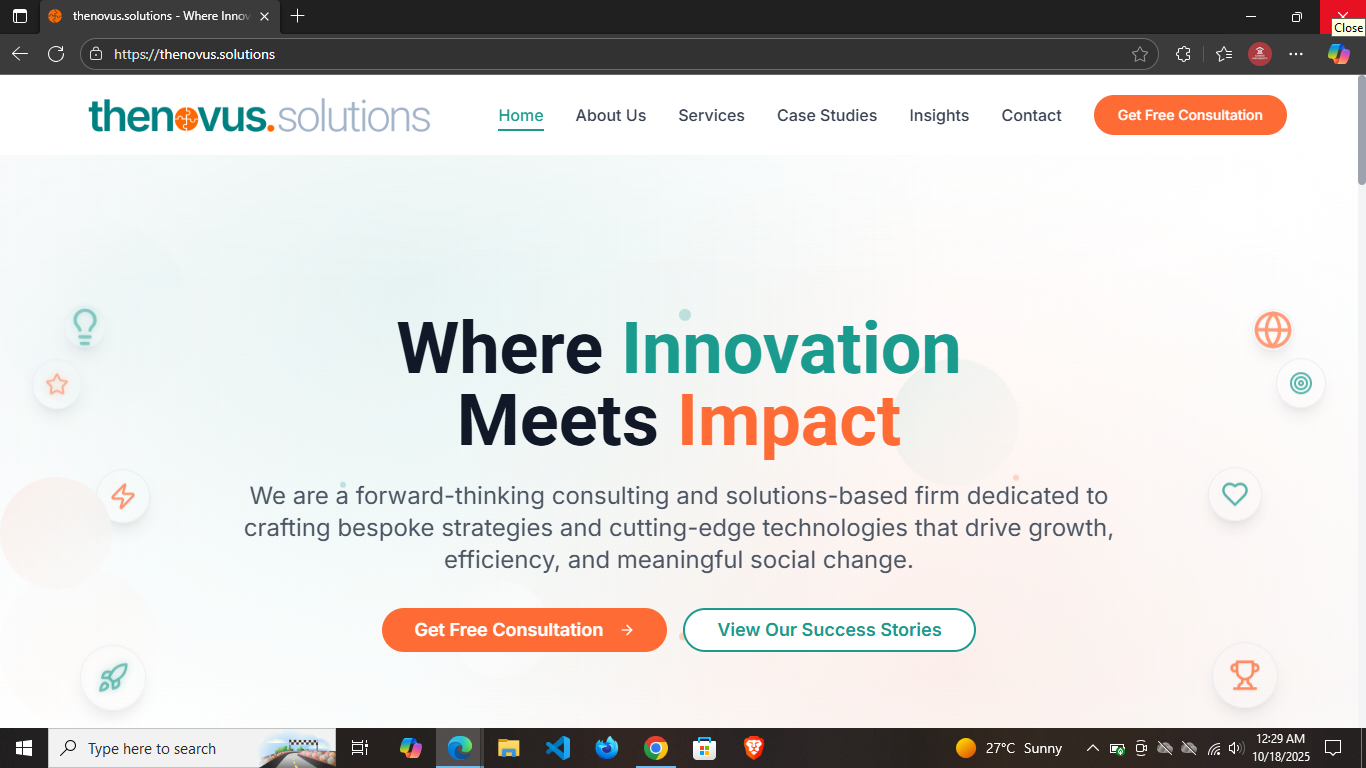 thenovus.solutions - Where Innov
Close
https://thenovus.solutions
thenovus.solutions
Home
About Us
Services
Case Studies
Insights
Contact
Get Free Consultation
Where Innovation
Meets Impact
We are a forward-thinking consulting and solutions-based firm dedicated to
crafting bespoke strategies and cutting-edge technologies that drive growth,
efficiency, and meaningful social change.
Get Free Consultation
View Our Success Stories
Type here to search
27°C Sunny
12:29 AM
10/18/2025